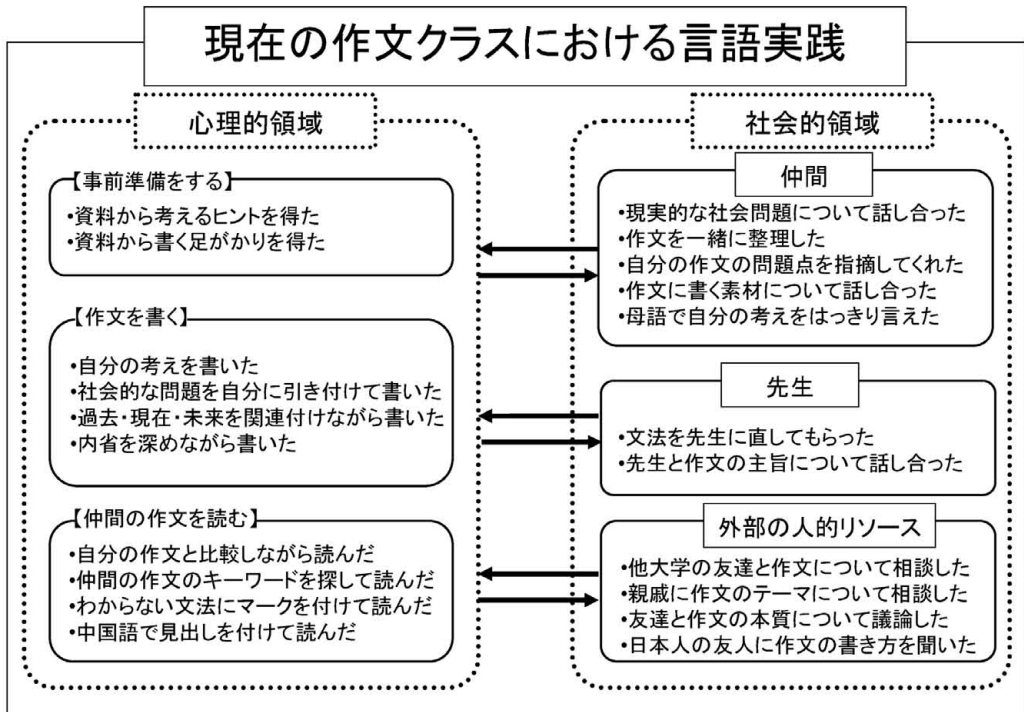 現在の作文クラスにおける言語実践
心理的領域
【事前準備をする】
・資料から考えるヒントを得た
・資料から書く足がかりを得た
【作文を書く】
・自分の考えを書いた
・社会的な問題を自分に引き付けて書いた
・過去・現在・未来を関連付けながら書いた
・内省を深めながら書いた
【仲間の作文を読む】
・自分の作文と比較しながら読んだ
・仲間の作文のキーワードを探して読んだ
・わからない文法にマークを付けて読んだ
・中国語で見出しを付けて読んだ
社会的領域
仲間
・現実的な社会問題について話し合った
・作文を一緒に整理した
・自分の作文の問題点を指摘してくれた
・作文に書く素材について話し合った
・母語で自分の考えをはっきり言えた
先生
・文法を先生に直してもらった
・先生と作文の主旨について話し合った
外部の人的リソース
・他大学の友達と作文について相談した
・親戚に作文のテーマについて相談した
・友達と作文の本質について議論した
・日本人の友人に作文の書き方を聞いた